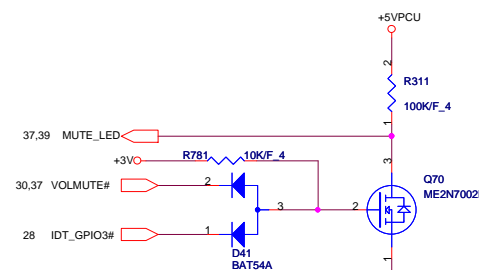 +5VPCU
2
R311
100K/F_4
1
37,39 MUTE_LED
+3V
R781 10K/F_4
3
Q70
ME2N7002
30,37 VOLMUTE#
2
3
2
28 IDT_GPIO3#
1
D41
BAT54A
1